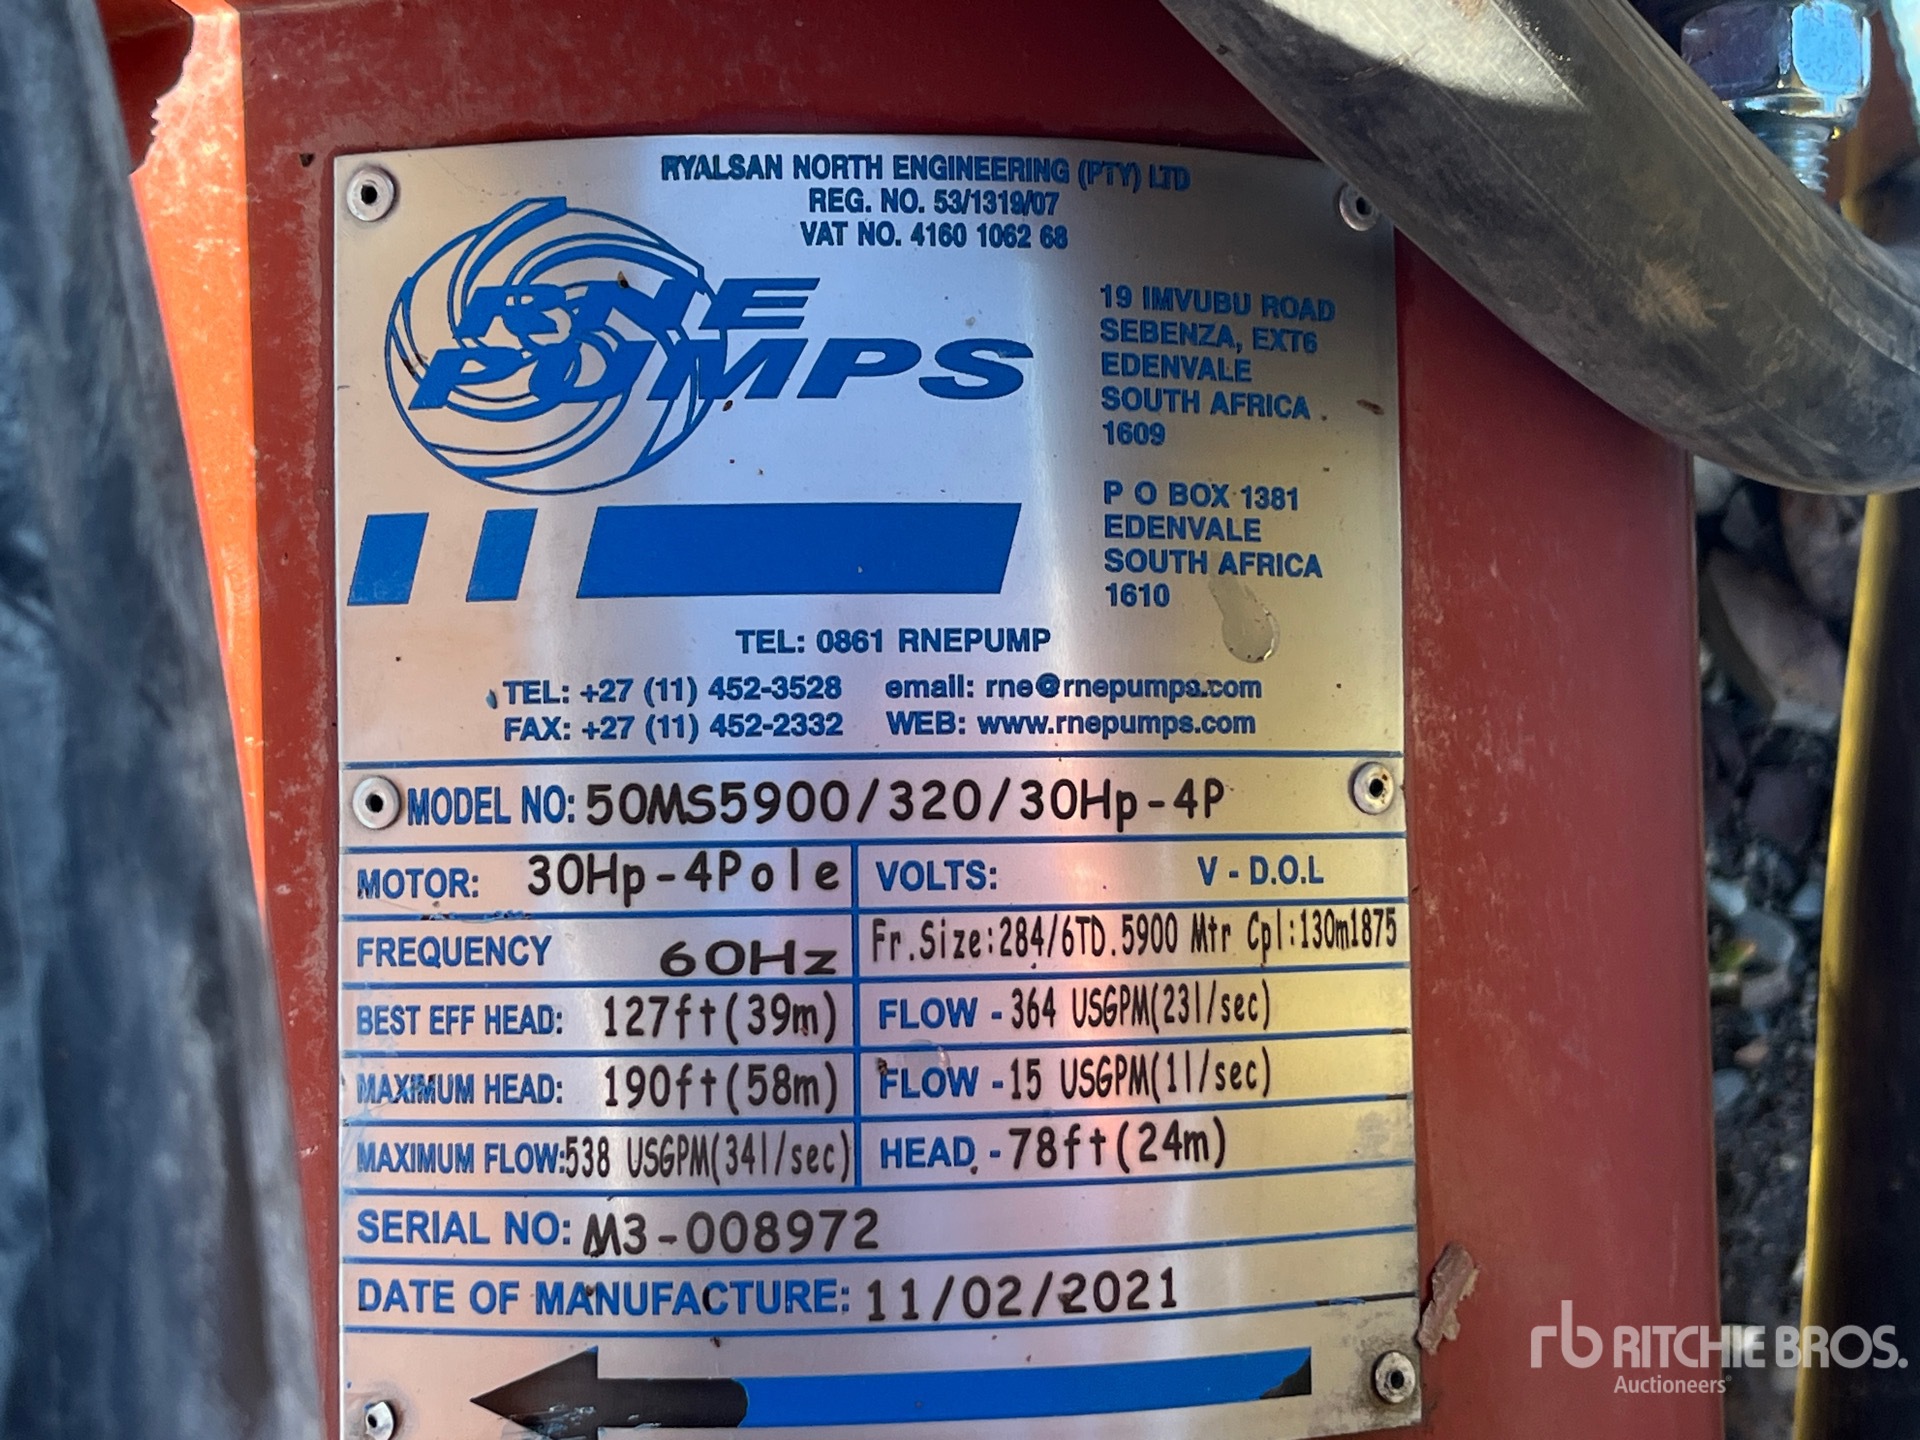 RYALSAN NORTH ENGINEERING (PTY) LTD
REG. NO. 53/1319/07
VAT NO. 4160 1062 68
RNE
PUMPS
19 IMVUBU ROAD
SEBENZA, EXT6
EDENVALE
SOUTH AFRICA
1609
P O BOX 1381
EDENVALE
SOUTH AFRICA
1610
TEL: 0861 RNEPUMP
TEL: +27 (11) 452-3528 email: rne@rnepumps.com
FAX: +27 (11) 452-2332 WEB: www.rnepumps.com
MODEL NO: 50MS5900/320/30Hp-4P
MOTOR: 30Hp-4Pole VOLTS: V - D.O.L
FREQUENCY 60Hz Fr.Size:284/6TD.5900 Mtr Cpl:130m1875
BEST EFF HEAD: 127ft(39m) FLOW - 364 USGPM(23l/sec)
MAXIMUM HEAD: 190ft(58m) FLOW - 15 USGPM(1l/sec)
MAXIMUM FLOW:538 USGPM(34l/sec) HEAD - 78ft(24m)
SERIAL NO: M3-008972
DATE OF MANUFACTURE: 11/02/2021
rb RITCHIE BROS.
Auctioneers